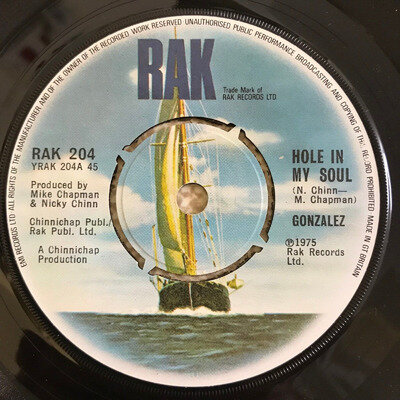 ALL RIGHTS OF THE MANUFACTURER AND OF THE OWNER OF THE RECORDED WORK RESERVED UNAUTHORISED PUBLIC PERFORMANCE BROADCASTING AND COPYING OF THIS RECORD PROHIBITED MADE IN GT BRITAIN
EMI RECORDS LTD
RAK
Trade Mark of
RAK RECORDS LTD
RAK 204
YRAK 204A 45
Produced by
Mike Chapman
& Nicky Chinn
Chinnichap Publ./
Rak Publ. Ltd.
A Chinnichap
Production
HOLE IN
MY SOUL
(N. Chinn—
M. Chapman)
GONZALEZ
℗1975
Rak Records
Ltd.